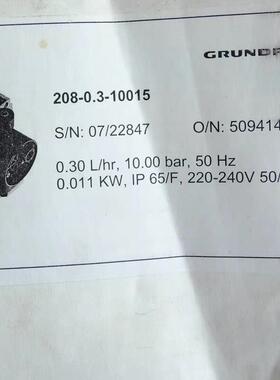 GRUNDF
208-0.3-10015
S/N: 07/22847 O/N: 509414
0.30 L/hr, 10.00 bar, 50 Hz
0.011 KW, IP 65/F, 220-240V 50/